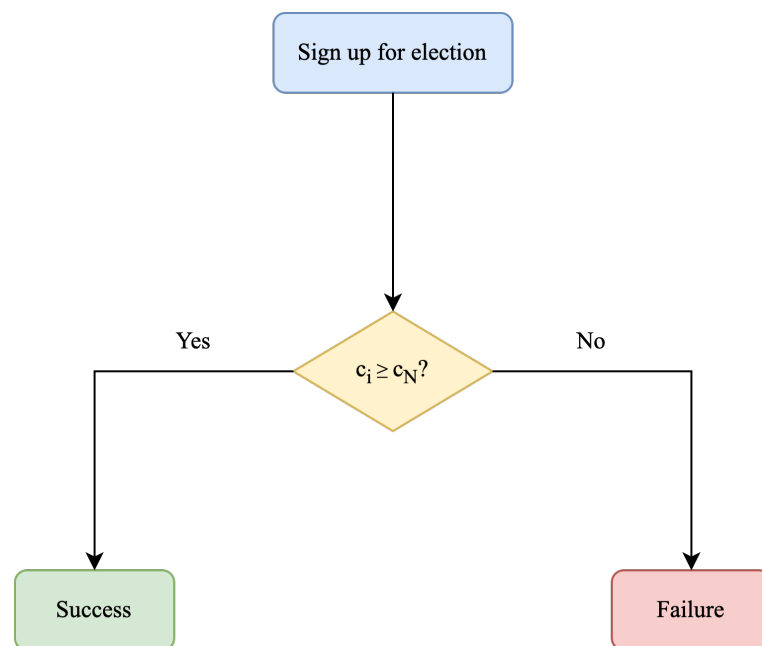 Sign up for election
Yes
No
cᵢ ≥ c_N?
Success
Failure